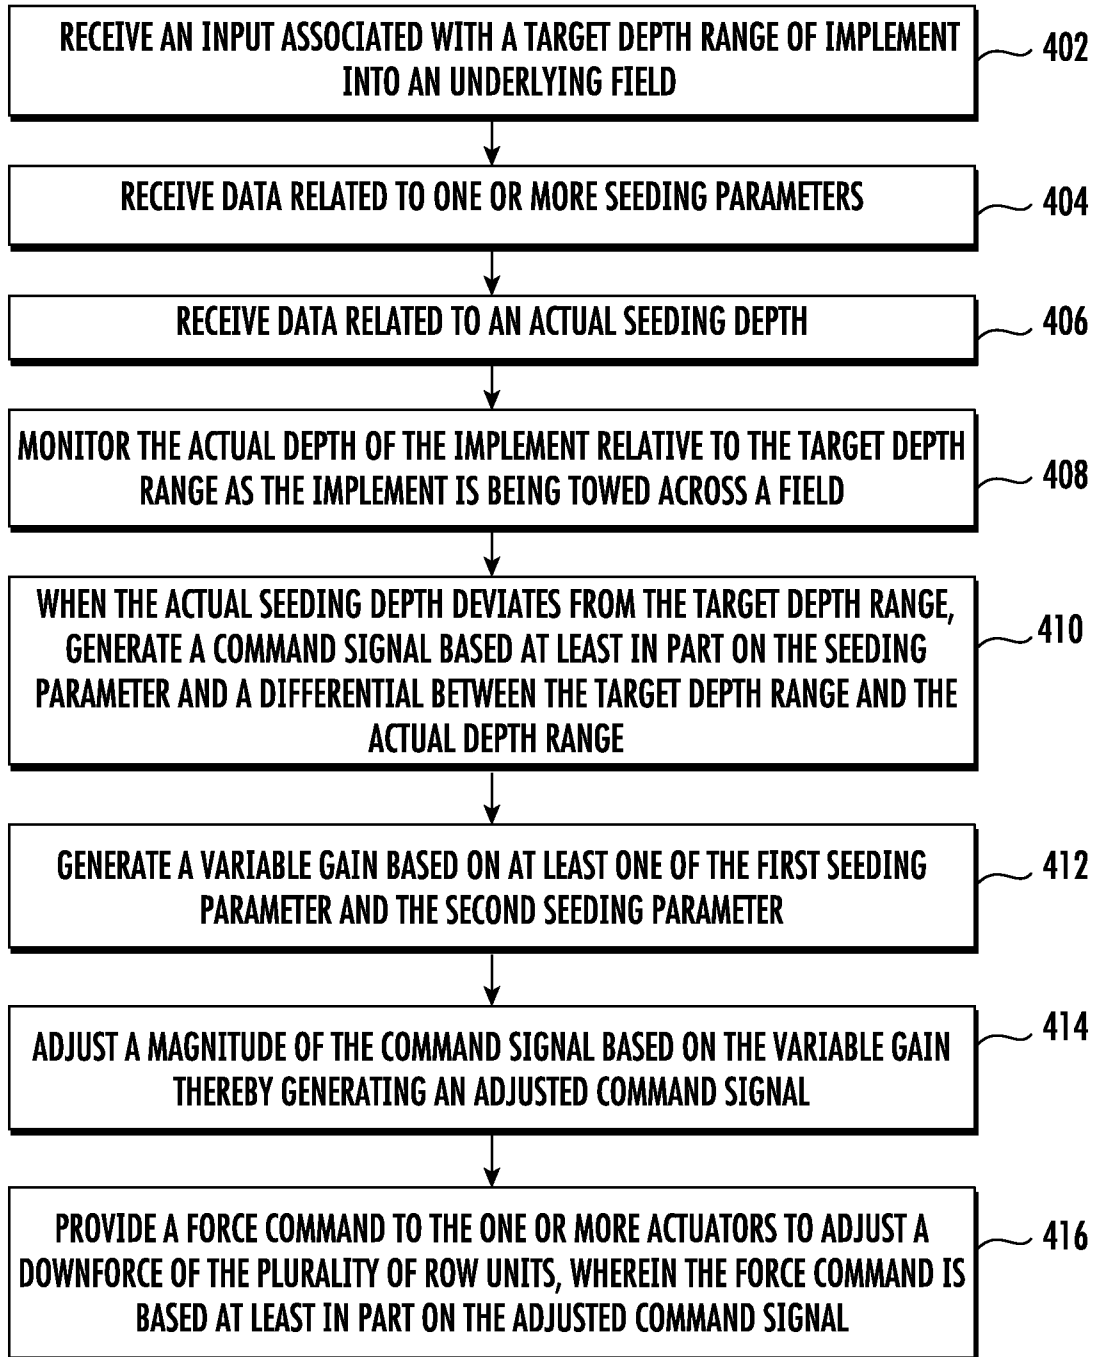 RECEIVE AN INPUT ASSOCIATED WITH A TARGET DEPTH RANGE OF IMPLEMENT
INTO AN UNDERLYING FIELD
402
RECEIVE DATA RELATED TO ONE OR MORE SEEDING PARAMETERS
404
RECEIVE DATA RELATED TO AN ACTUAL SEEDING DEPTH
406
MONITOR THE ACTUAL DEPTH OF THE IMPLEMENT RELATIVE TO THE TARGET DEPTH
RANGE AS THE IMPLEMENT IS BEING TOWED ACROSS A FIELD
408
WHEN THE ACTUAL SEEDING DEPTH DEVIATES FROM THE TARGET DEPTH RANGE,
GENERATE A COMMAND SIGNAL BASED AT LEAST IN PART ON THE SEEDING
PARAMETER AND A DIFFERENTIAL BETWEEN THE TARGET DEPTH RANGE AND THE
ACTUAL DEPTH RANGE
410
GENERATE A VARIABLE GAIN BASED ON AT LEAST ONE OF THE FIRST SEEDING
PARAMETER AND THE SECOND SEEDING PARAMETER
412
ADJUST A MAGNITUDE OF THE COMMAND SIGNAL BASED ON THE VARIABLE GAIN
THEREBY GENERATING AN ADJUSTED COMMAND SIGNAL
414
PROVIDE A FORCE COMMAND TO THE ONE OR MORE ACTUATORS TO ADJUST A
DOWNFORCE OF THE PLURALITY OF ROW UNITS, WHEREIN THE FORCE COMMAND IS
BASED AT LEAST IN PART ON THE ADJUSTED COMMAND SIGNAL
416